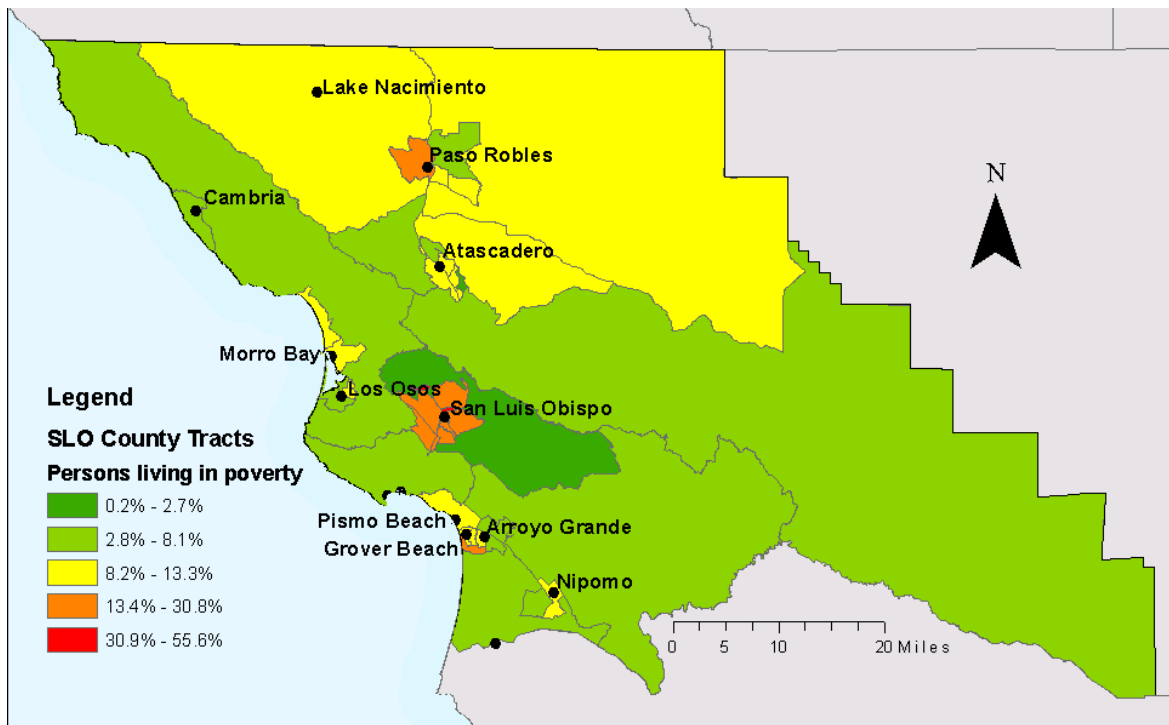 Lake Nacimiento
Paso Robles
N
Cambria
Atascadero
Morro Bay
Los Osos
San Luis Obispo
Pismo Beach
Arroyo Grande
Grover Beach
Nipomo
Legend
SLO County Tracts
Persons living in poverty
0.2% - 2.7%
2.8% - 8.1%
8.2% - 13.3%
13.4% - 30.8%
30.9% - 55.6%
0 5 10 20 Miles